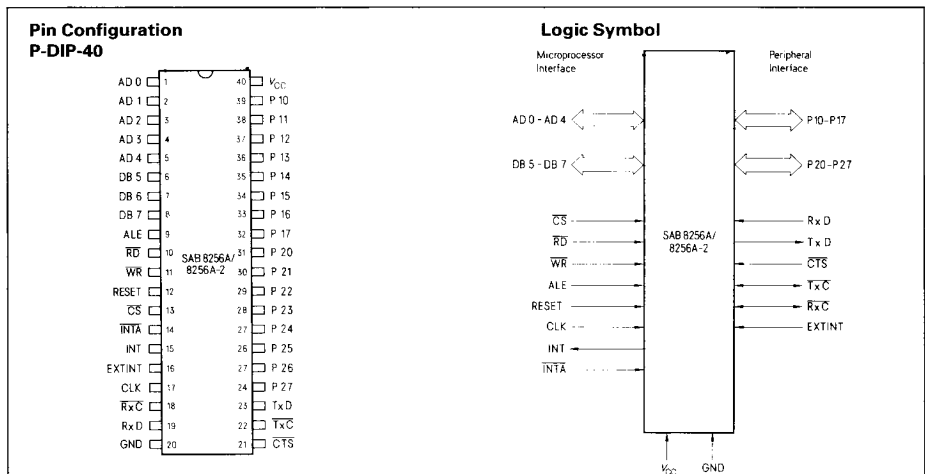 Pin Configuration
P-DIP-40
AD 0 1 40 VCC
AD 1 2 39 P 10
AD 2 3 38 P 11
AD 3 4 37 P 12
AD 4 5 36 P 13
DB 5 6 35 P 14
DB 6 7 34 P 15
DB 7 8 33 P 16
ALE 9 32 P 17
RD 10 31 P 20
WR 11 30 P 21
RESET 12 29 P 22
CS 13 28 P 23
INTA 14 27 P 24
INT 15 26 P 25
EXTINT 16 27 P 26
CLK 17 24 P 27
RxC 18 23 TxD
RxD 19 22 TxC
GND 20 21 CTS
SAB 8256A/
8256A-2
Logic Symbol
Microprocessor
Interface
Peripheral
Interface
AD 0 - AD 4 P10-P17
DB 5 - DB 7 P20-P27
CS RxD
RD TxD
WR CTS
ALE TxC
RESET RxC
CLK EXTINT
INT
INTA
SAB 8256A/
8256A-2
VCC GND